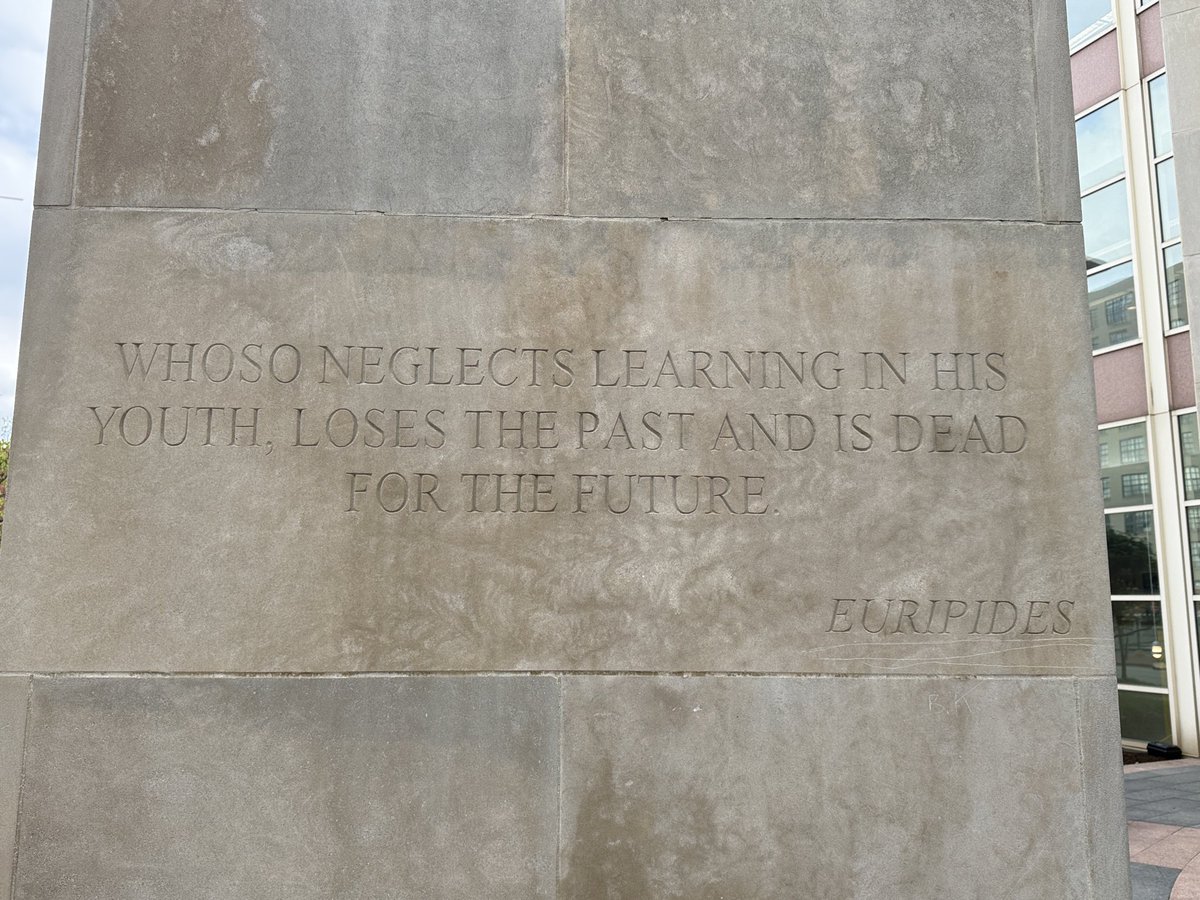 WHOSO NEGLECTS LEARNING IN HIS
YOUTH, LOSES THE PAST AND IS DEAD
FOR THE FUTURE.
EURIPIDES
B.K